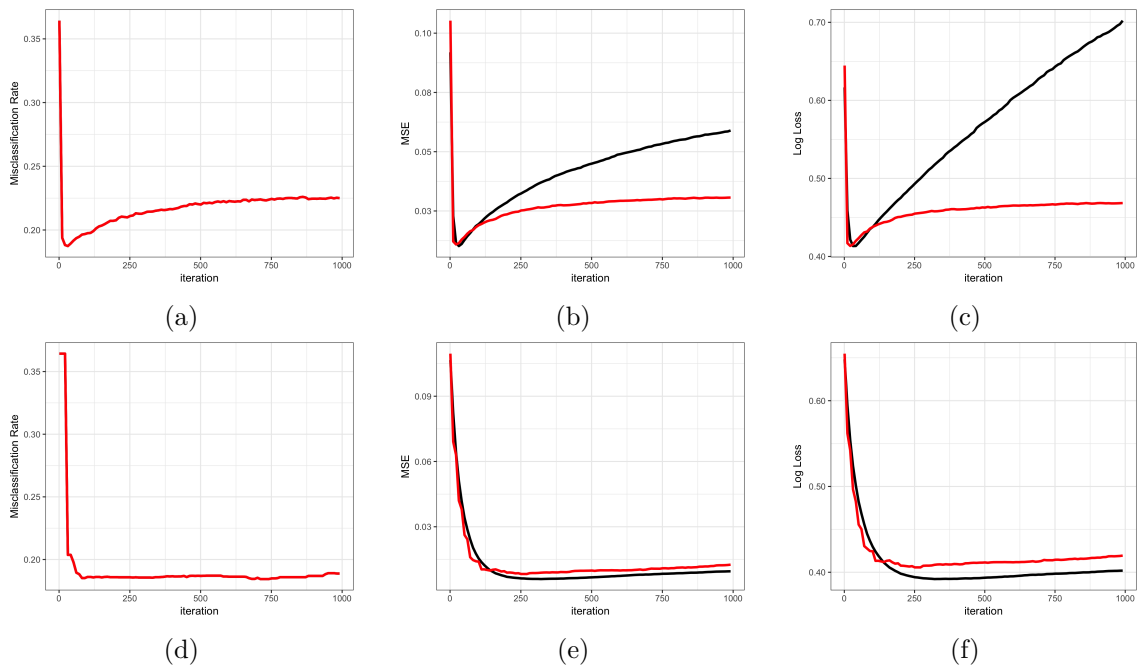 0.35
0.30
0.25
0.20
Misclassification Rate
0 250 500 750 1000
iteration
(a)
0.10
0.08
0.05
0.03
MSE
0 250 500 750 1000
iteration
(b)
0.70
0.60
0.50
0.40
Log Loss
0 250 500 750 1000
iteration
(c)
0.35
0.30
0.25
0.20
Misclassification Rate
0 250 500 750 1000
iteration
(d)
0.09
0.06
0.03
MSE
0 250 500 750 1000
iteration
(e)
0.60
0.50
0.40
Log Loss
0 250 500 750 1000
iteration
(f)